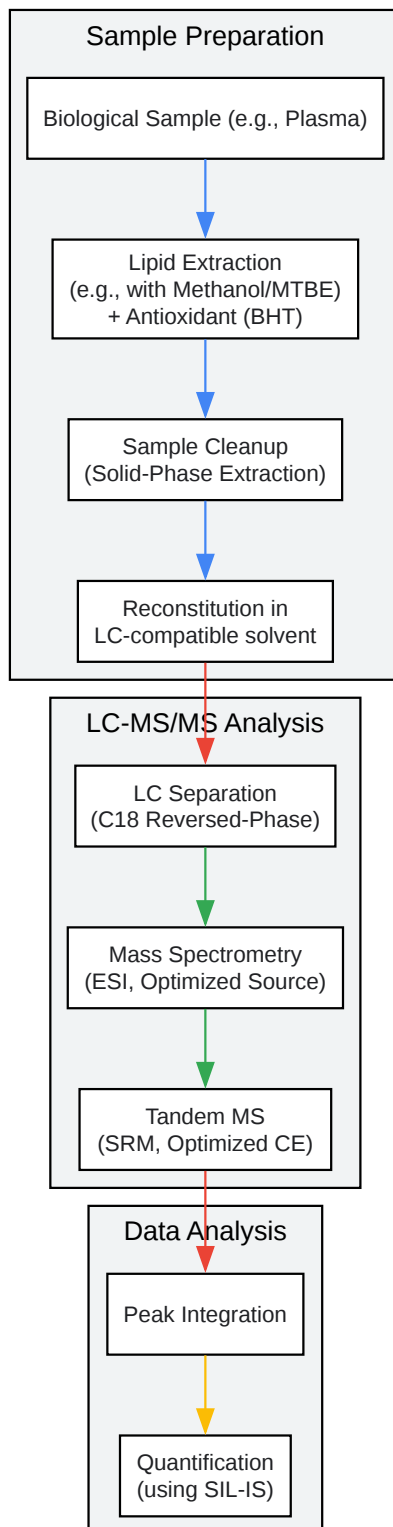 Sample Preparation
Biological Sample (e.g., Plasma)
Lipid Extraction
(e.g., with Methanol/MTBE)
+ Antioxidant (BHT)
Sample Cleanup
(Solid-Phase Extraction)
Reconstitution in
LC-compatible solvent
LC-MS/MS Analysis
LC Separation
(C18 Reversed-Phase)
Mass Spectrometry
(ESI, Optimized Source)
Tandem MS
(SRM, Optimized CE)
Data Analysis
Peak Integration
Quantification
(using SIL-IS)